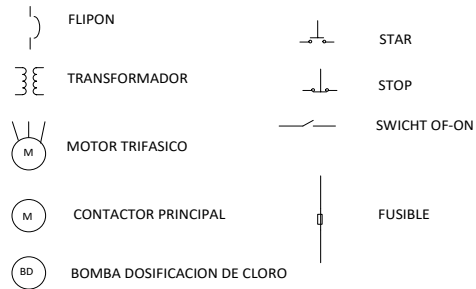 FLIPON
STAR
TRANSFORMADOR
STOP
SWICHT OF-ON
M
MOTOR TRIFASICO
M
CONTACTOR PRINCIPAL
FUSIBLE
BD
BOMBA DOSIFICACION DE CLORO